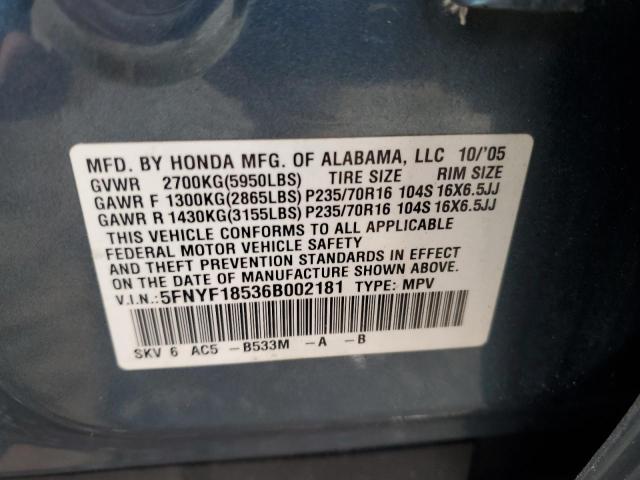 MFD. BY HONDA MFG. OF ALABAMA, LLC 10/'05
GVWR 2700KG(5950LBS) TIRE SIZE RIM SIZE
GAWR F 1300KG(2865LBS) P235/70R16 104S 16X6.5JJ
GAWR R 1430KG(3155LBS) P235/70R16 104S 16X6.5JJ
THIS VEHICLE CONFORMS TO ALL APPLICABLE
FEDERAL MOTOR VEHICLE SAFETY
AND THEFT PREVENTION STANDARDS IN EFFECT
ON THE DATE OF MANUFACTURE SHOWN ABOVE.
V.I.N.: 5FNYF18536B002181 TYPE: MPV
SKV 6 AC5 -B533M -A -B